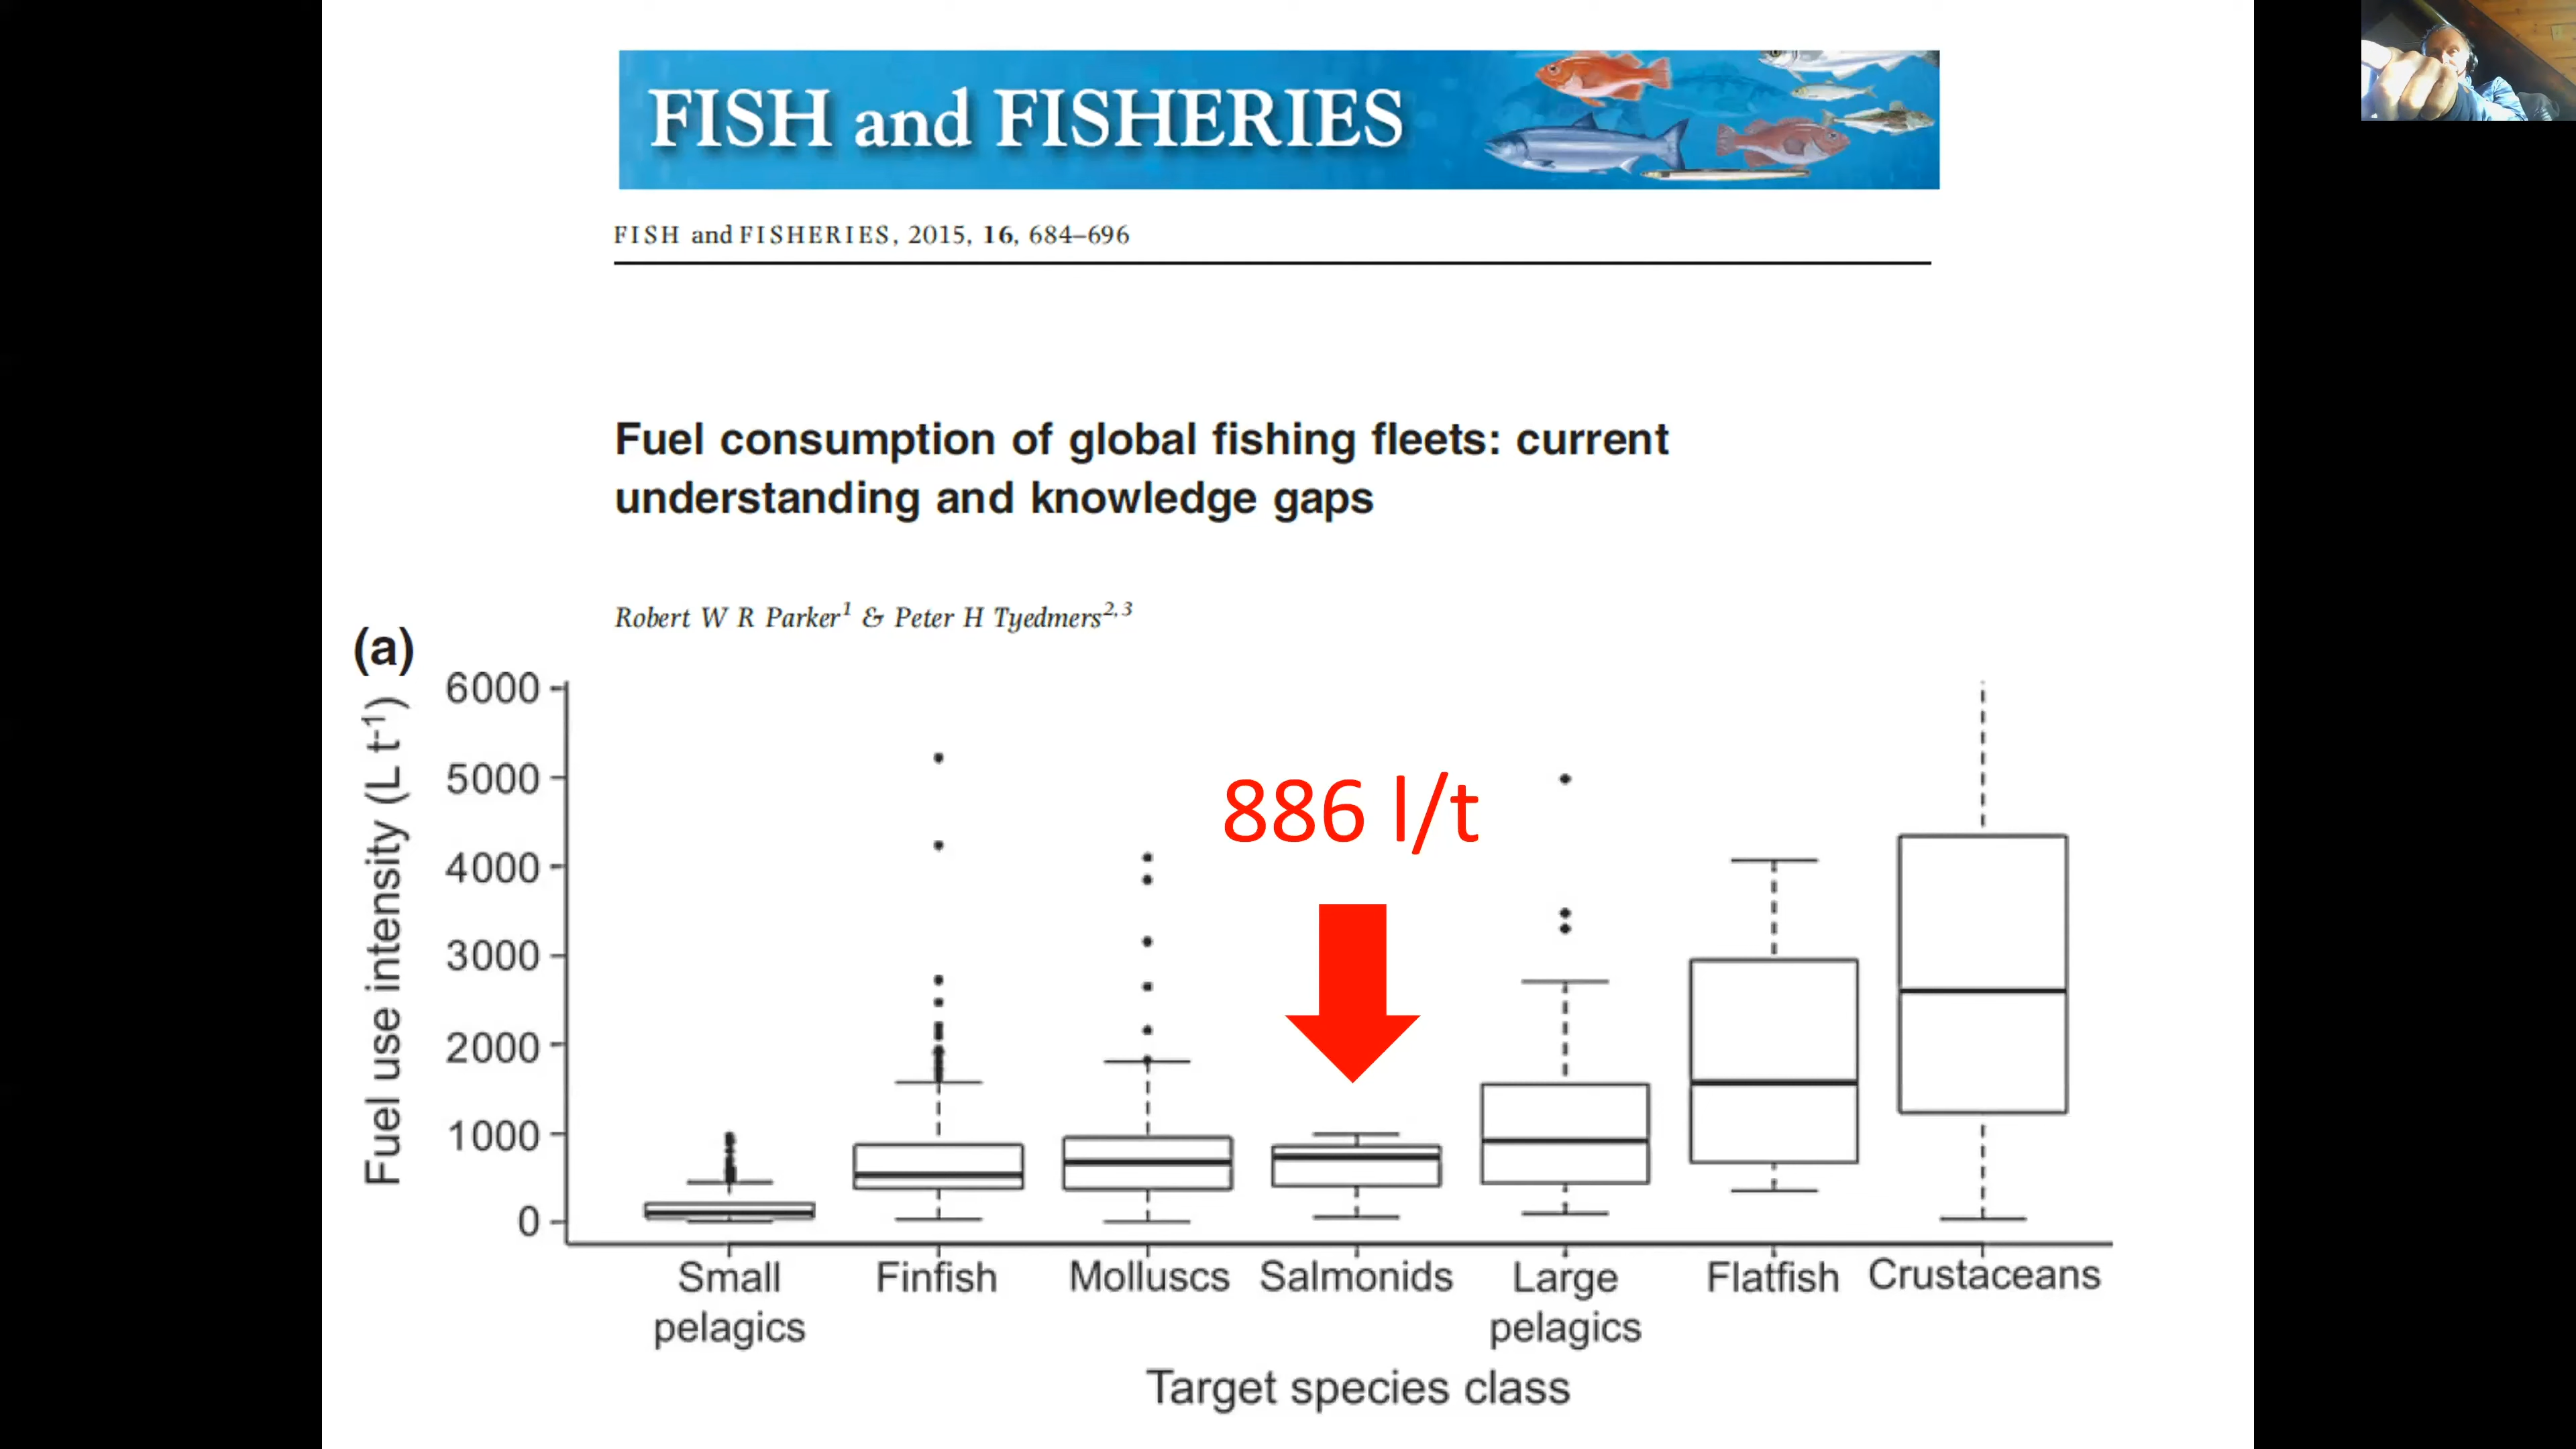 FISH and FISHERIES
FISH and FISHERIES, 2015, 16, 684–696
Fuel consumption of global fishing fleets: current
understanding and knowledge gaps
Robert W R Parker1 & Peter H Tyedmers2,3
(a)
Fuel use intensity (L t-1)
6000
5000
4000
3000
2000
1000
0
886 l/t
Small
pelagics
Finfish
Molluscs
Salmonids
Large
pelagics
Flatfish
Crustaceans
Target species class